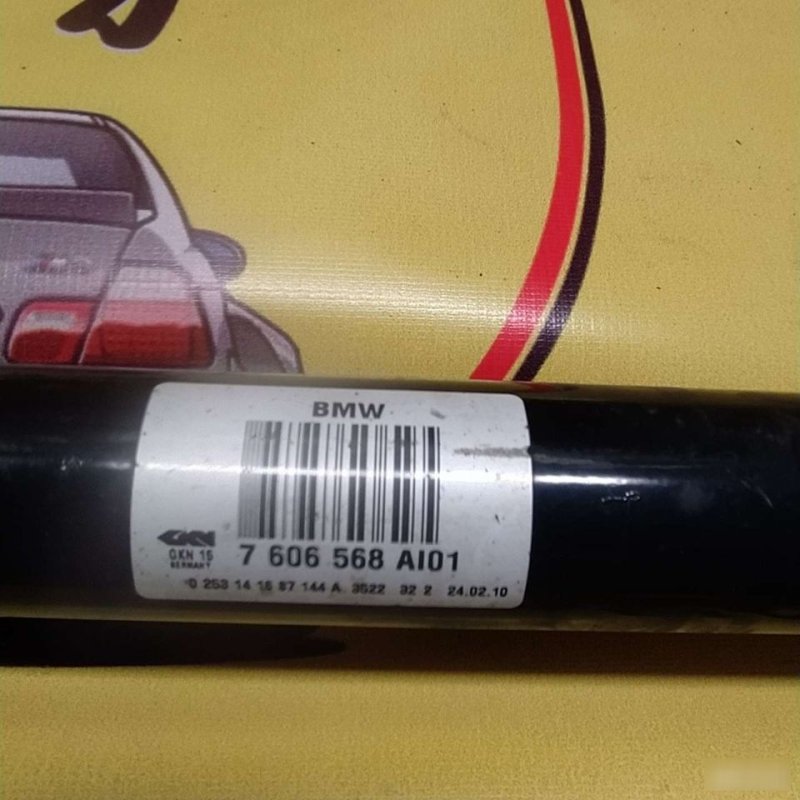 BMW
GKN
GKN 15
GERMANY
7 606 568 AI01
0 253 14 16 87 144 A 3522 32 2 24.02.10